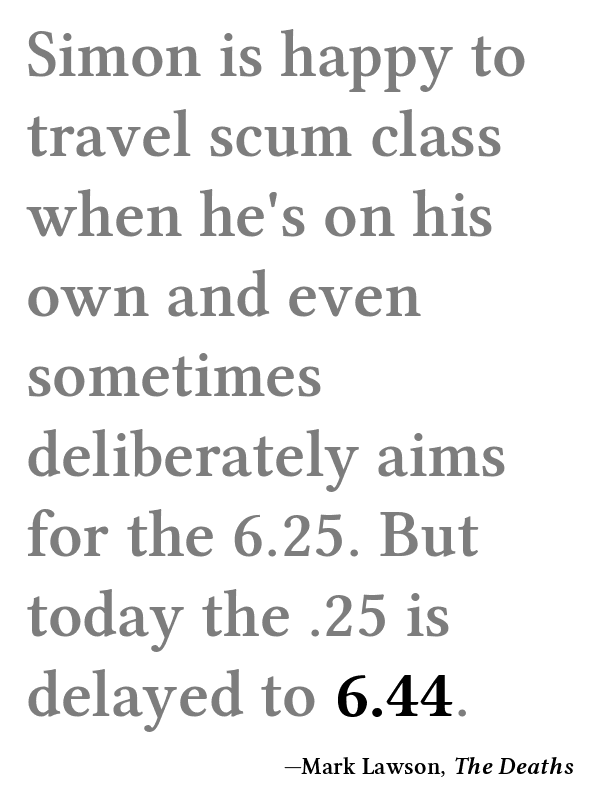 Simon is happy to
travel scum class
when he's on his
own and even
sometimes
deliberately aims
for the 6.25. But
today the .25 is
delayed to 6.44.
—Mark Lawson, The Deaths